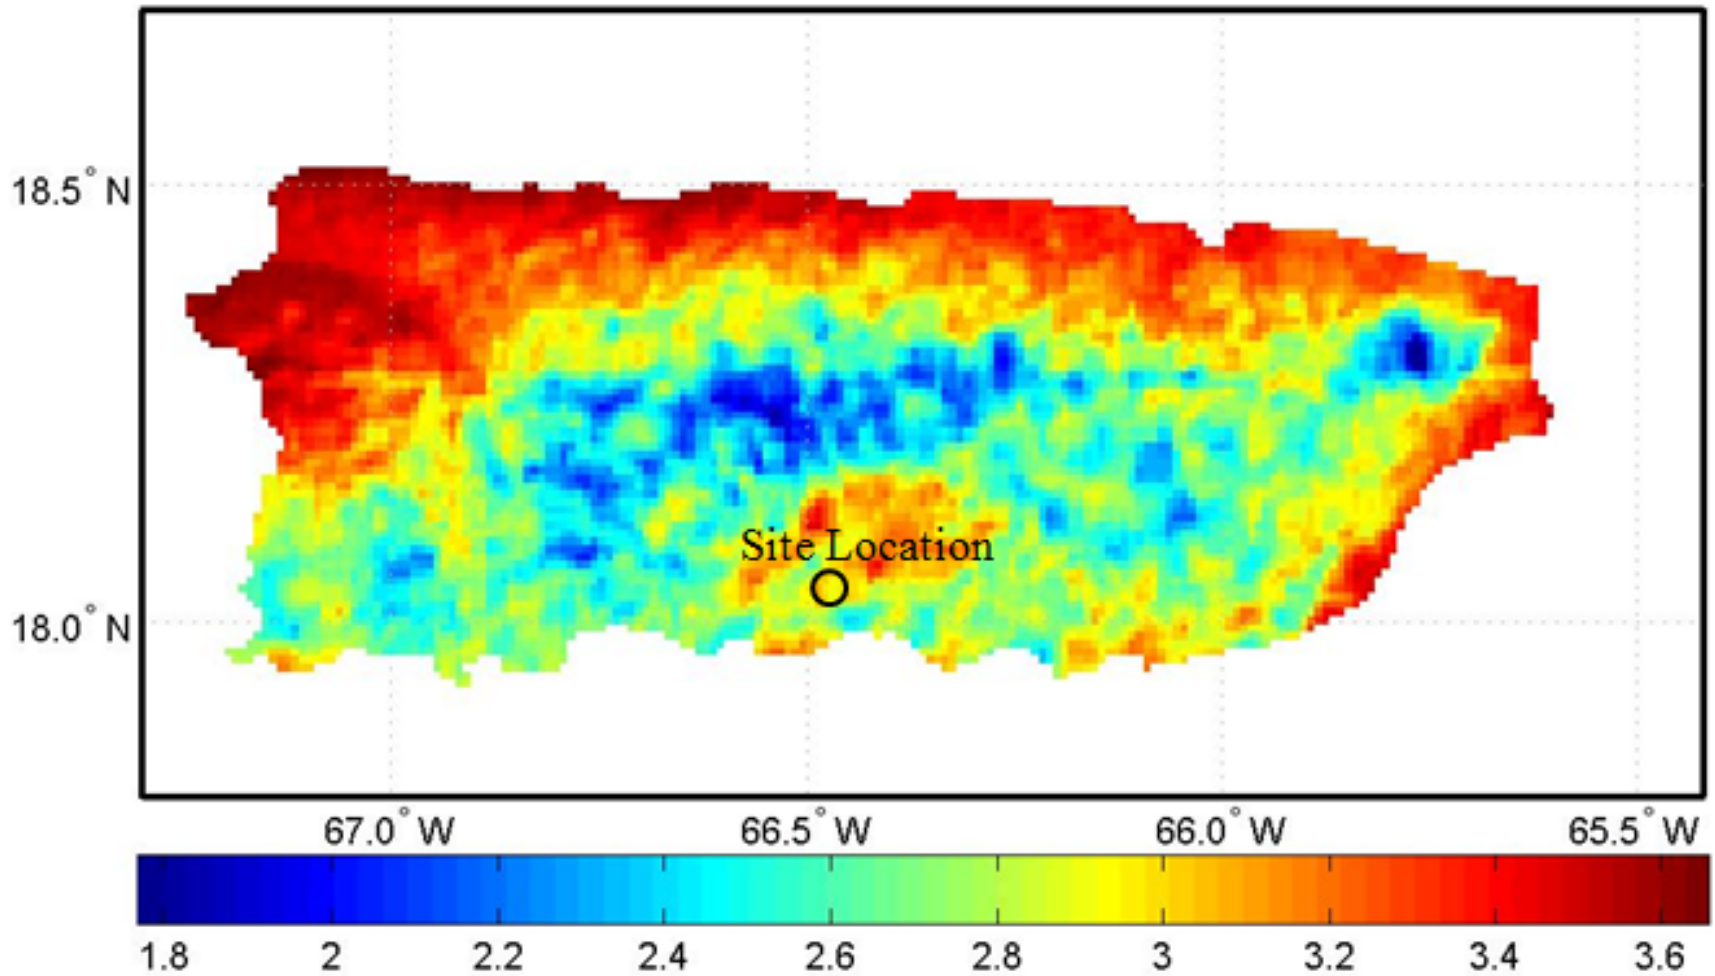 18.5° N
Site Location
18.0° N
67.0° W 66.5° W 66.0° W 65.5° W
1.8 2 2.2 2.4 2.6 2.8 3 3.2 3.4 3.6